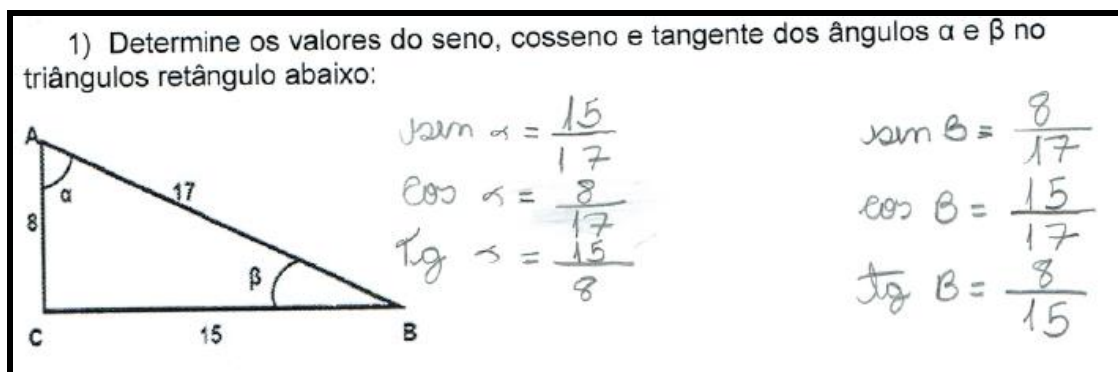 1) Determine os valores do seno, cosseno e tangente dos ângulos α e β no
triângulos retângulo abaixo:
A
α
17
8
β
C
15
B
sen α = 15/17
cos α = 8/17
Tg α = 15/8
sen B = 8/17
cos B = 15/17
tg B = 8/15